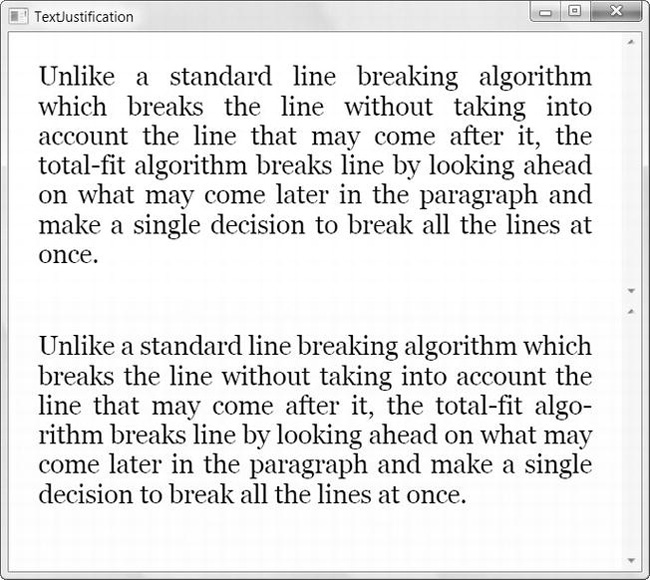 TextJustification
Unlike a standard line breaking algorithm
which breaks the line without taking into
account the line that may come after it, the
total-fit algorithm breaks line by looking ahead
on what may come later in the paragraph and
make a single decision to break all the lines at
once.
Unlike a standard line breaking algorithm which
breaks the line without taking into account the
line that may come after it, the total-fit algo-
rithm breaks line by looking ahead on what may
come later in the paragraph and make a single
decision to break all the lines at once.